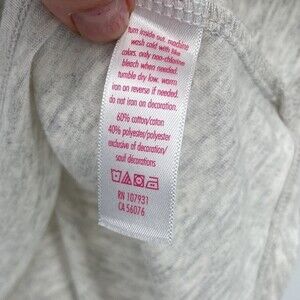 turn inside out. machine
wash cold with like
colors. only non-chlorine
bleach when needed.
tumble dry low. warm
iron on reverse if needed.
do not iron on decoration.
60% cotton/coton
40% polyester/polyester
exclusive of decoration/
sauf decorations
RN 107931
CA 56076